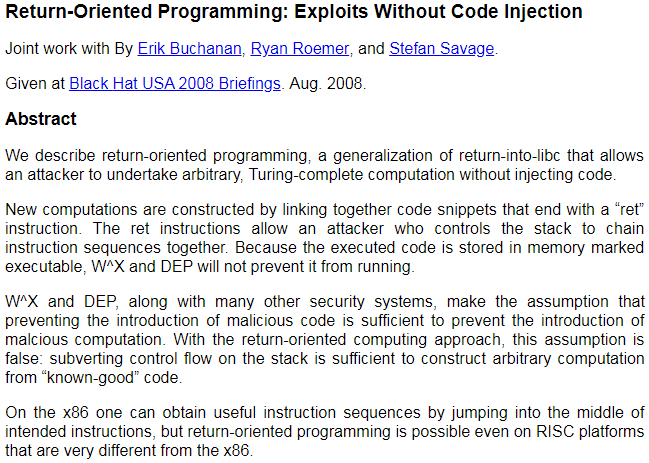 Return-Oriented Programming: Exploits Without Code Injection
Joint work with By Erik Buchanan, Ryan Roemer, and Stefan Savage.
Given at Black Hat USA 2008 Briefings. Aug. 2008.
Abstract
We describe return-oriented programming, a generalization of return-into-libc that allows
an attacker to undertake arbitrary, Turing-complete computation without injecting code.
New computations are constructed by linking together code snippets that end with a “ret”
instruction. The ret instructions allow an attacker who controls the stack to chain
instruction sequences together. Because the executed code is stored in memory marked
executable, W^X and DEP will not prevent it from running.
W^X and DEP, along with many other security systems, make the assumption that
preventing the introduction of malicious code is sufficient to prevent the introduction of
malcious computation. With the return-oriented computing approach, this assumption is
false: subverting control flow on the stack is sufficient to construct arbitrary computation
from “known-good” code.
On the x86 one can obtain useful instruction sequences by jumping into the middle of
intended instructions, but return-oriented programming is possible even on RISC platforms
that are very different from the x86.